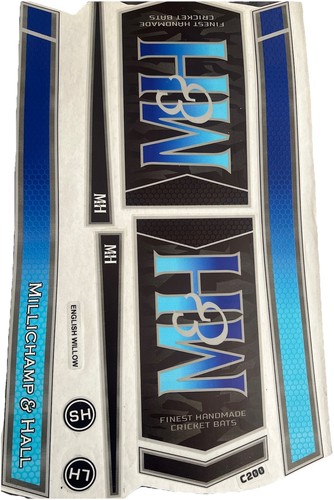 FINEST HANDMADE
CRICKET BATS
M&H
MH
MH
M&H
FINEST HANDMADE
CRICKET BATS
MILLICHAMP & HALL
ENGLISH WILLOW
SH
LH
C200